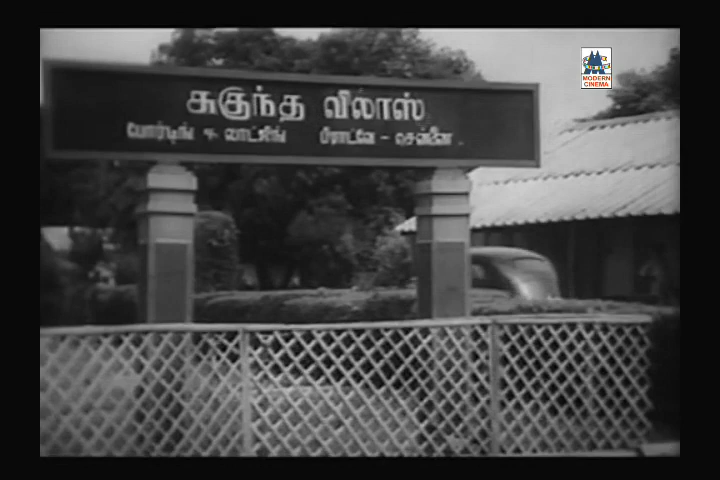 சுகுந்த விலாஸ்
போர்டிங் & லாட்ஜிங் பிராட்வே - சென்னை.
MODERN
CINEMA